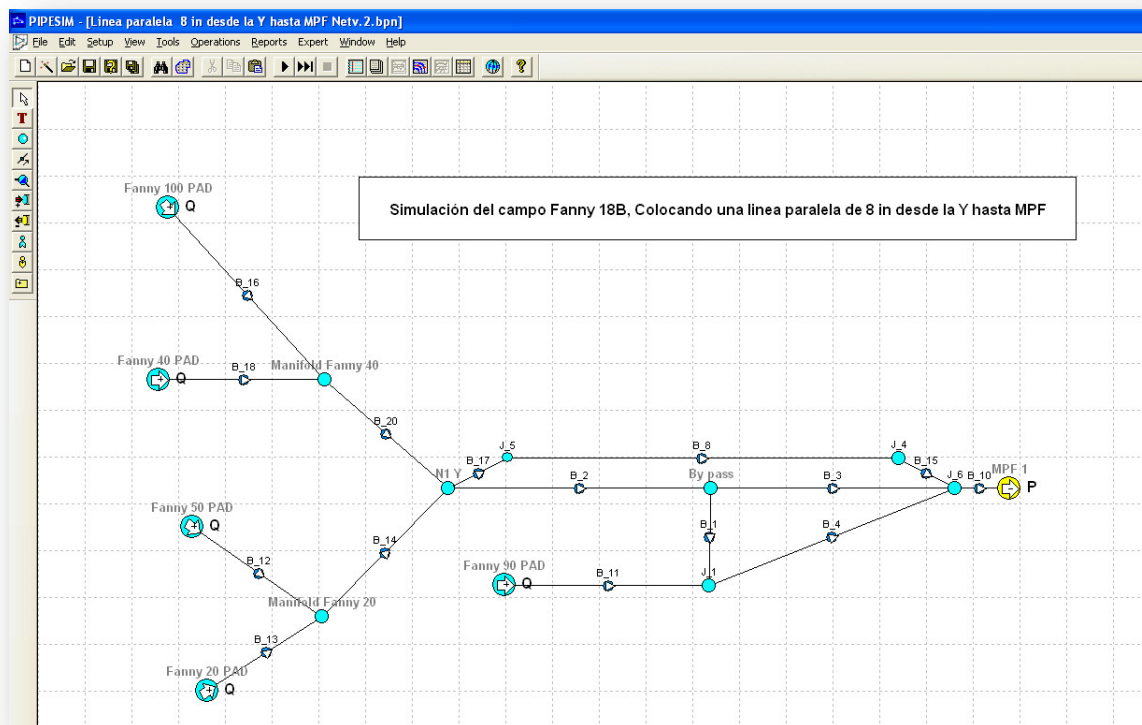 PIPESIM - [Linea paralela 8 in desde la Y hasta MPF Netv.2.bpn]
File Edit Setup View Tools Operations Reports Expert Window Help
T
?
Fanny 100 PAD
Q
Simulación del campo Fanny 18B, Colocando una linea paralela de 8 in desde la Y hasta MPF
B_16
Fanny 40 PAD
Q
B_18
Manifold Fanny 40
B_20
J_5
B_8
J_4
B_17
B_15
N1 Y
B_2
By pass
B_3
J_6
B_10
MPF 1
P
Fanny 50 PAD
Q
B_14
B_1
B_4
B_12
Fanny 90 PAD
Q
B_11
J_1
Manifold Fanny 20
B_13
Fanny 20 PAD
Q